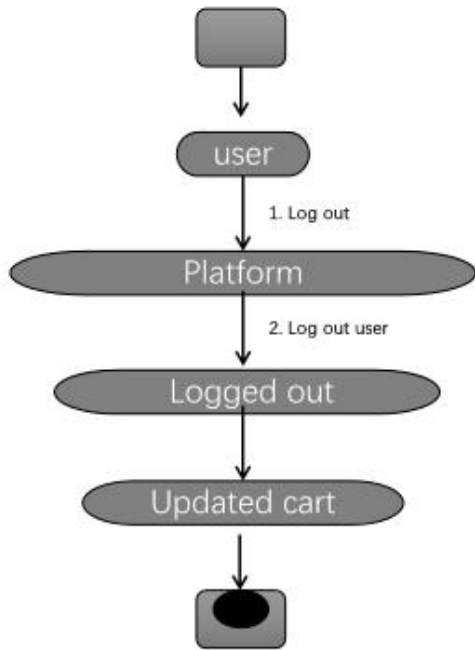 user
1. Log out
Platform
2. Log out user
Logged out
Updated cart